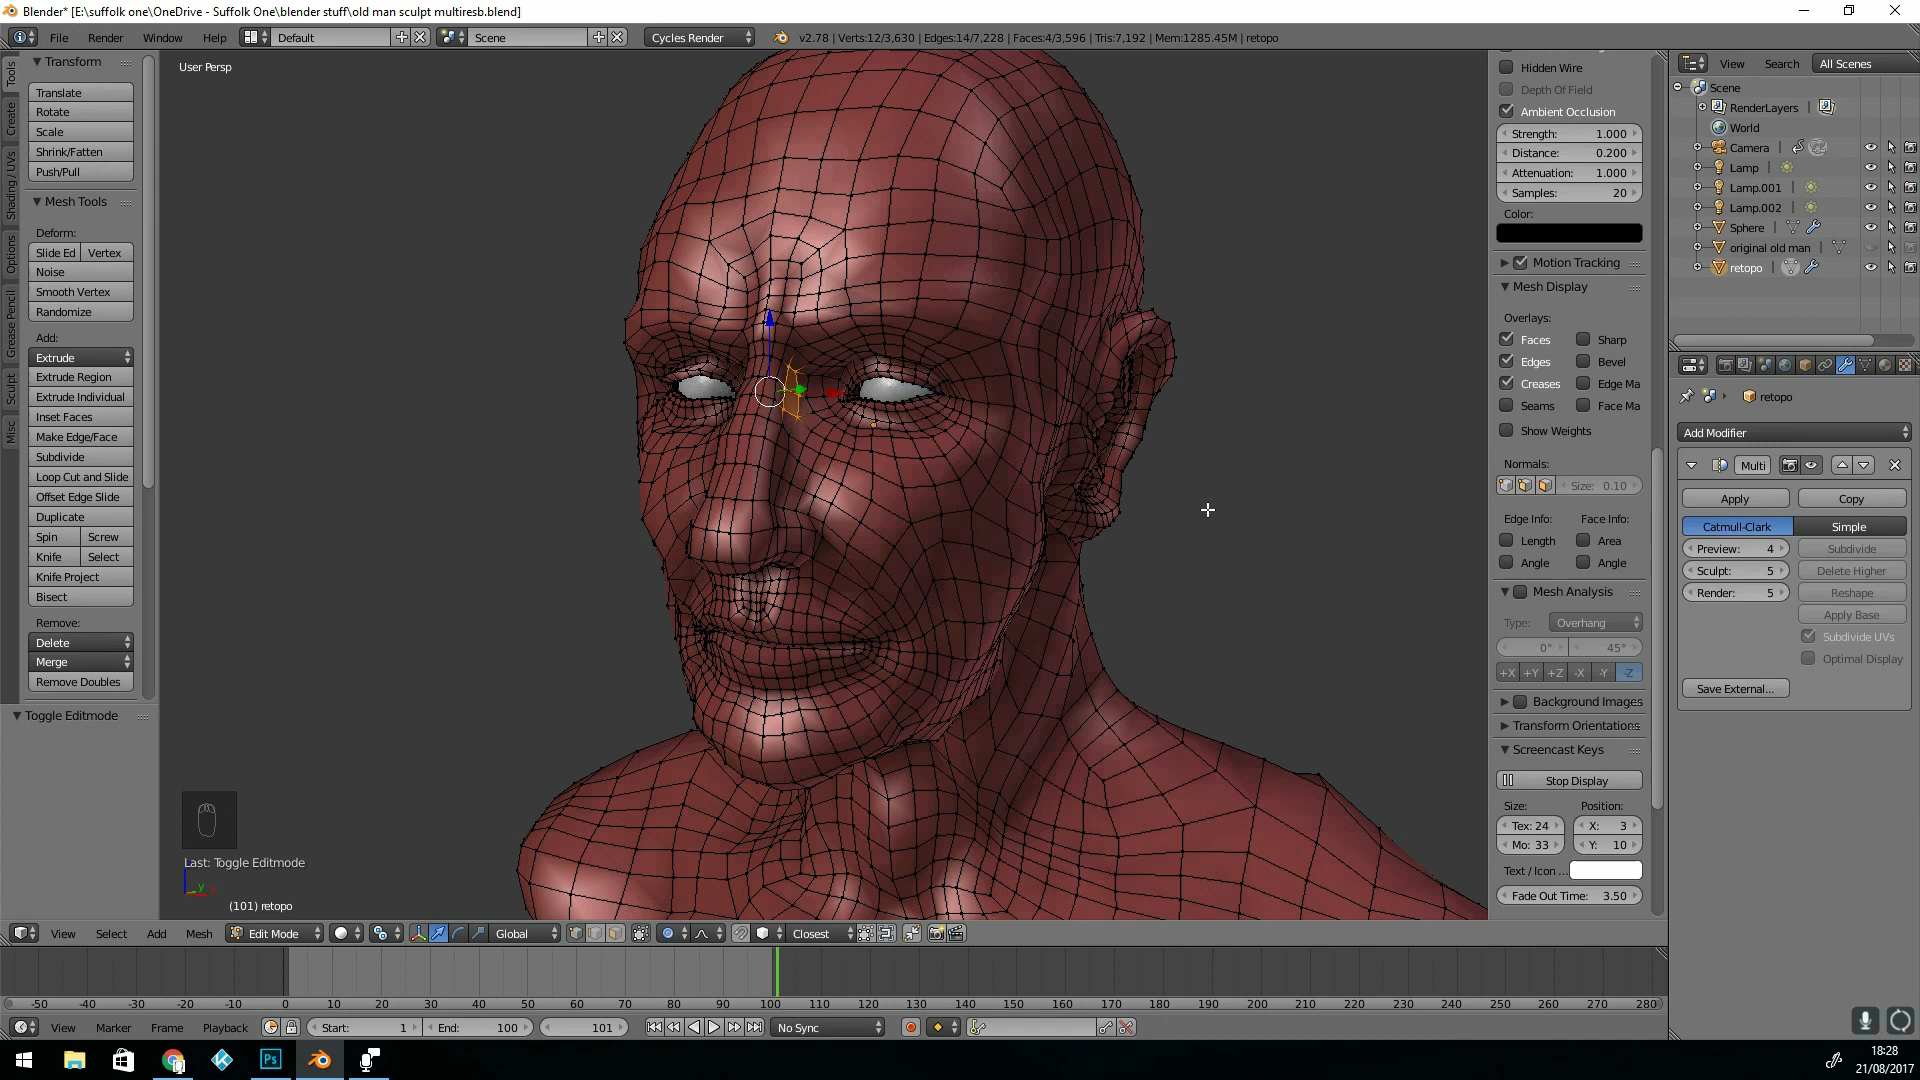 Blender* [E:\suffolk one\OneDrive - Suffolk One\blender stuff\old man sculpt multiresb.blend]
File Render Window Help Default Scene Cycles Render v2.78 | Verts:12/3,630 | Edges:14/7,228 | Faces:4/3,596 | Tris:7,192 | Mem:1285.45M | retopo
Tools
Create
Shading / UVs
Options
Grease Pencil
Sculpt
Misc
Transform
Translate
Rotate
Scale
Shrink/Fatten
Push/Pull
Mesh Tools
Deform:
Slide Ed Vertex
Noise
Smooth Vertex
Randomize
Add:
Extrude
Extrude Region
Extrude Individual
Inset Faces
Make Edge/Face
Subdivide
Loop Cut and Slide
Offset Edge Slide
Duplicate
Spin Screw
Knife Select
Knife Project
Bisect
Remove:
Delete
Merge
Remove Doubles
Toggle Editmode
User Persp
Last: Toggle Editmode
y
(101) retopo
Hidden Wire
Depth Of Field
Ambient Occlusion
Strength: 1.000
Distance: 0.200
Attenuation: 1.000
Samples: 20
Color:
Motion Tracking
Mesh Display
Overlays:
Faces Sharp
Edges Bevel
Creases Edge Ma
Seams Face Ma
Show Weights
Normals:
Size: 0.10
Edge Info: Face Info:
Length Area
Angle Angle
Mesh Analysis
Type: Overhang
0° 45°
+X +Y +Z -X -Y -Z
Background Images
Transform Orientations
Screencast Keys
Stop Display
Size: Position:
Tex: 24 X: 3
Mo: 33 Y: 10
Text / Icon ...
Fade Out Time: 3.50
View Search All Scenes
Scene
RenderLayers |
World
Camera |
Lamp |
Lamp.001 |
Lamp.002 |
Sphere |
original old man |
retopo |
retopo
Add Modifier
Multi
Apply Copy
Catmull-Clark Simple
Preview: 4 Subdivide
Sculpt: 5 Delete Higher
Render: 5 Reshape
Apply Base
Subdivide UVs
Optimal Display
Save External...
View Select Add Mesh Edit Mode Global Closest
-50 -40 -30 -20 -10 0 10 20 30 40 50 60 70 80 90 100 110 120 130 140 150 160 170 180 190 200 210 220 230 240 250 260 270 280
View Marker Frame Playback Start: 1 End: 100 101 No Sync
Ps
18:28
21/08/2017